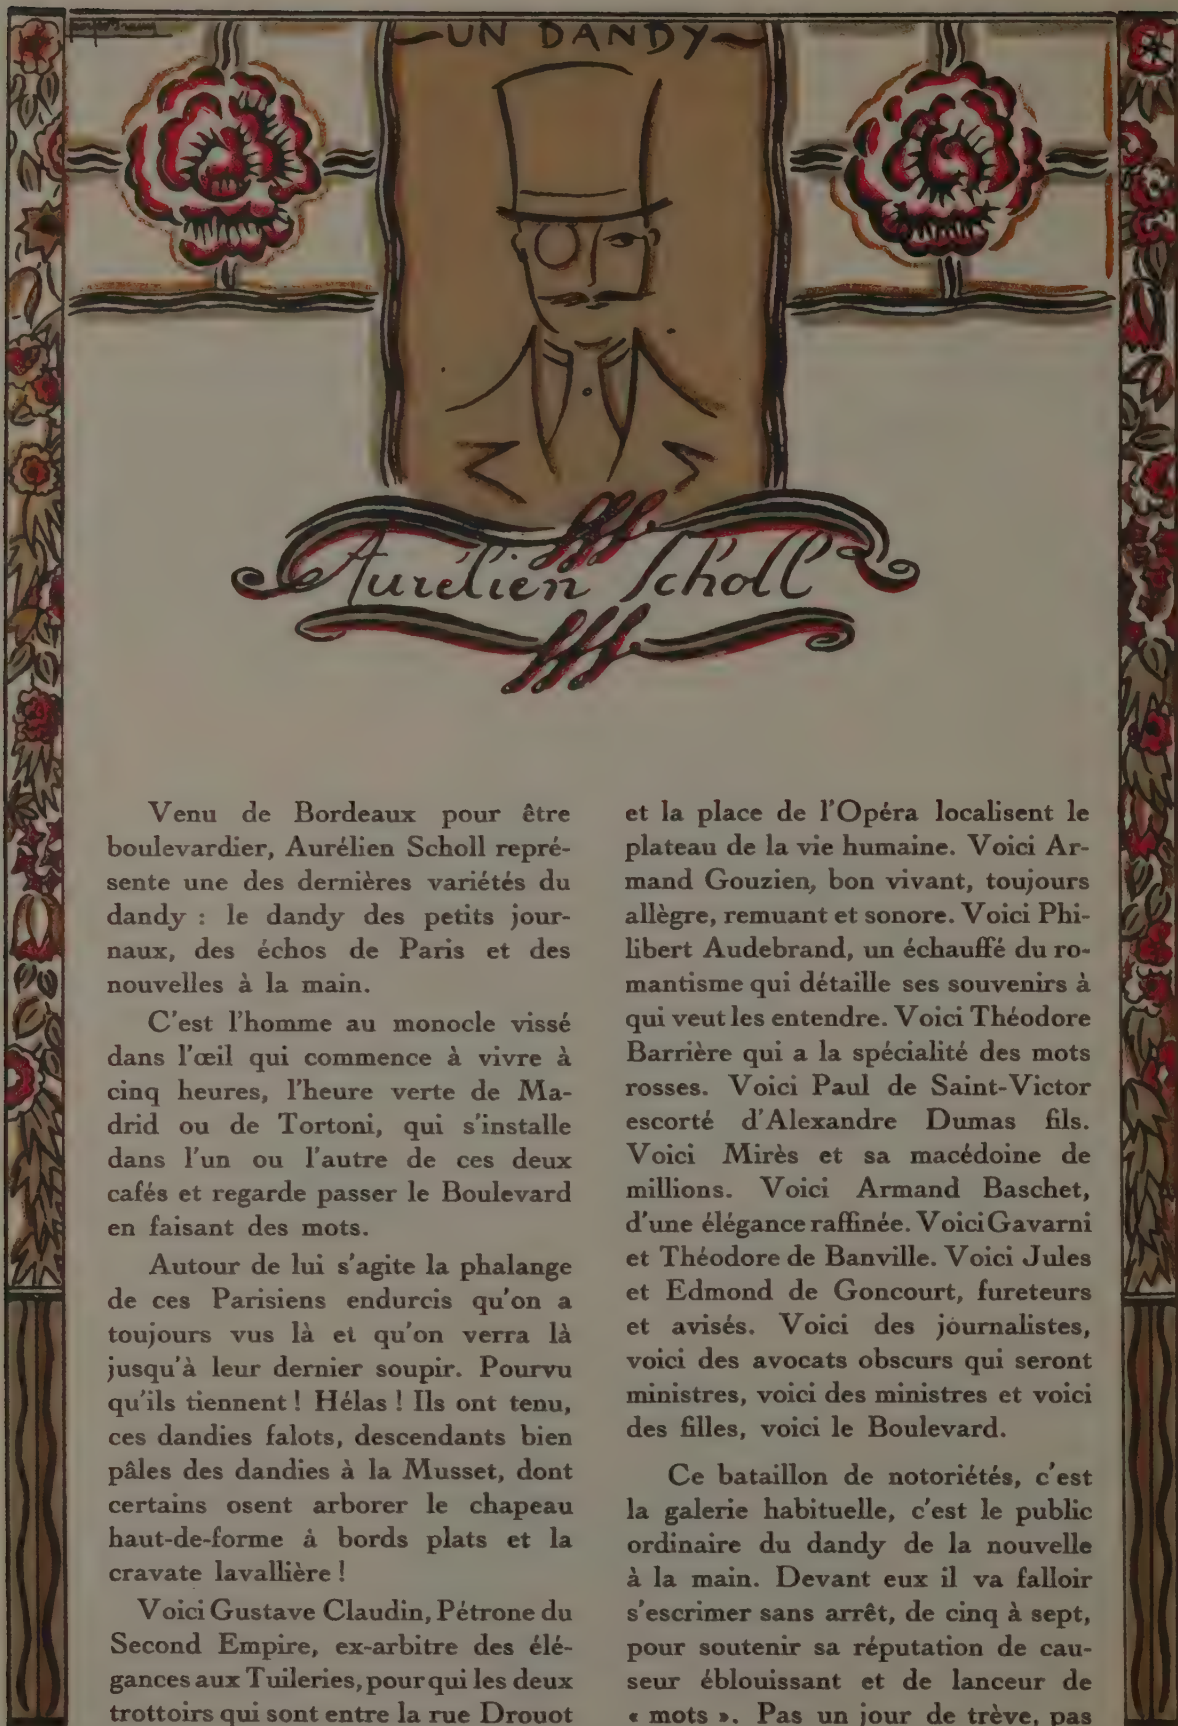 UN DANDY
Aurélien Scholl
Venu de Bordeaux pour être
boulevardier, Aurélien Scholl repré-
sente une des dernières variétés du
dandy : le dandy des petits jour-
naux, des échos de Paris et des
nouvelles à la main.
C'est l'homme au monocle vissé
dans l'œil qui commence à vivre à
cinq heures, l'heure verte de Ma-
drid ou de Tortoni, qui s'installe
dans l'un ou l'autre de ces deux
cafés et regarde passer le Boulevard
en faisant des mots.
Autour de lui s'agite la phalange
de ces Parisiens endurcis qu'on a
toujours vus là et qu'on verra là
jusqu'à leur dernier soupir. Pourvu
qu'ils tiennent ! Hélas ! Ils ont tenu,
ces dandies falots, descendants bien
pâles des dandies à la Musset, dont
certains osent arborer le chapeau
haut-de-forme à bords plats et la
cravate lavallière !
Voici Gustave Claudin, Pétrone du
Second Empire, ex-arbitre des élé-
gances aux Tuileries, pour qui les deux
trottoirs qui sont entre la rue Drouot
et la place de l'Opéra localisent le
plateau de la vie humaine. Voici Ar-
mand Gouzien, bon vivant, toujours
allègre, remuant et sonore. Voici Phi-
libert Audebrand, un échauffé du ro-
mantisme qui détaille ses souvenirs à
qui veut les entendre. Voici Théodore
Barrière qui a la spécialité des mots
rosses. Voici Paul de Saint-Victor
escorté d'Alexandre Dumas fils.
Voici Mirès et sa macédoine de
millions. Voici Armand Baschet,
d'une élégance raffinée. Voici Gavarni
et Théodore de Banville. Voici Jules
et Edmond de Goncourt, fureteurs
et avisés. Voici des journalistes,
voici des avocats obscurs qui seront
ministres, voici des ministres et voici
des filles, voici le Boulevard.
Ce bataillon de notoriétés, c'est
la galerie habituelle, c'est le public
ordinaire du dandy de la nouvelle
à la main. Devant eux il va falloir
s'escrimer sans arrêt, de cinq à sept,
pour soutenir sa réputation de cau-
seur éblouissant et de lanceur de
« mots ». Pas un jour de trève, pas